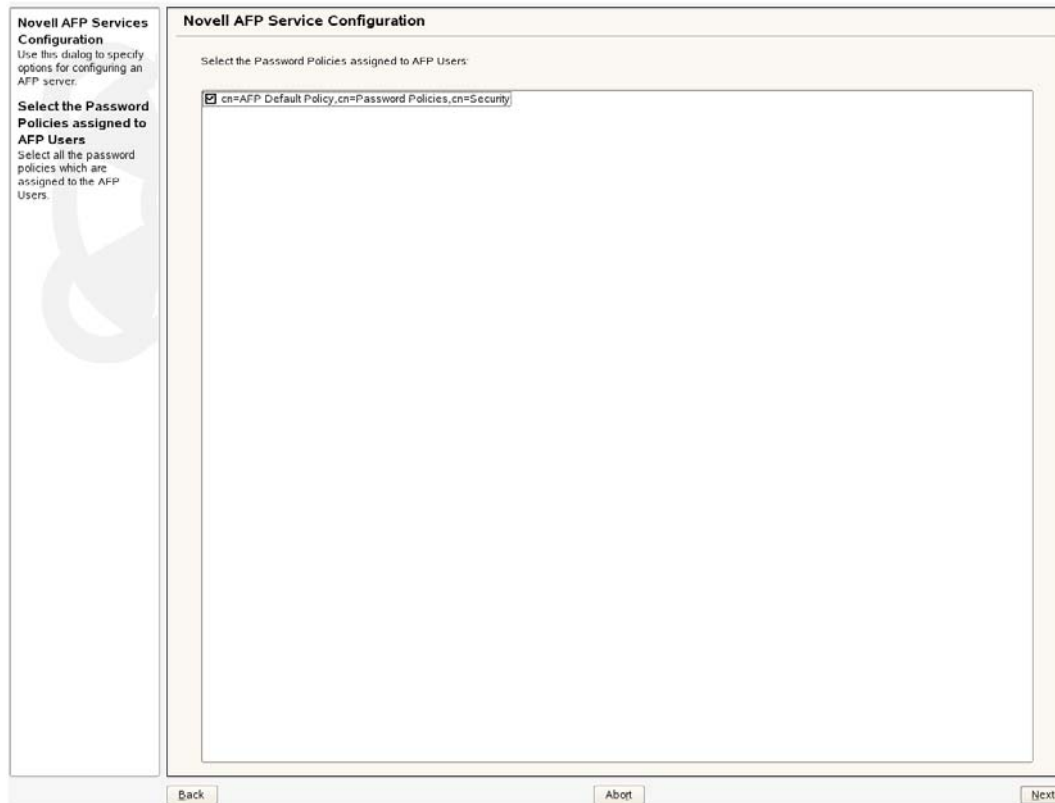 Novell AFP Services
Configuration
Use this dialog to specify
options for configuring an
AFP server.
Select the Password
Policies assigned to
AFP Users
Select all the password
policies which are
assigned to the AFP
Users.
Novell AFP Service Configuration
Select the Password Policies assigned to AFP Users:
cn=AFP Default Policy,cn=Password Policies,cn=Security
Back
Abort
Next